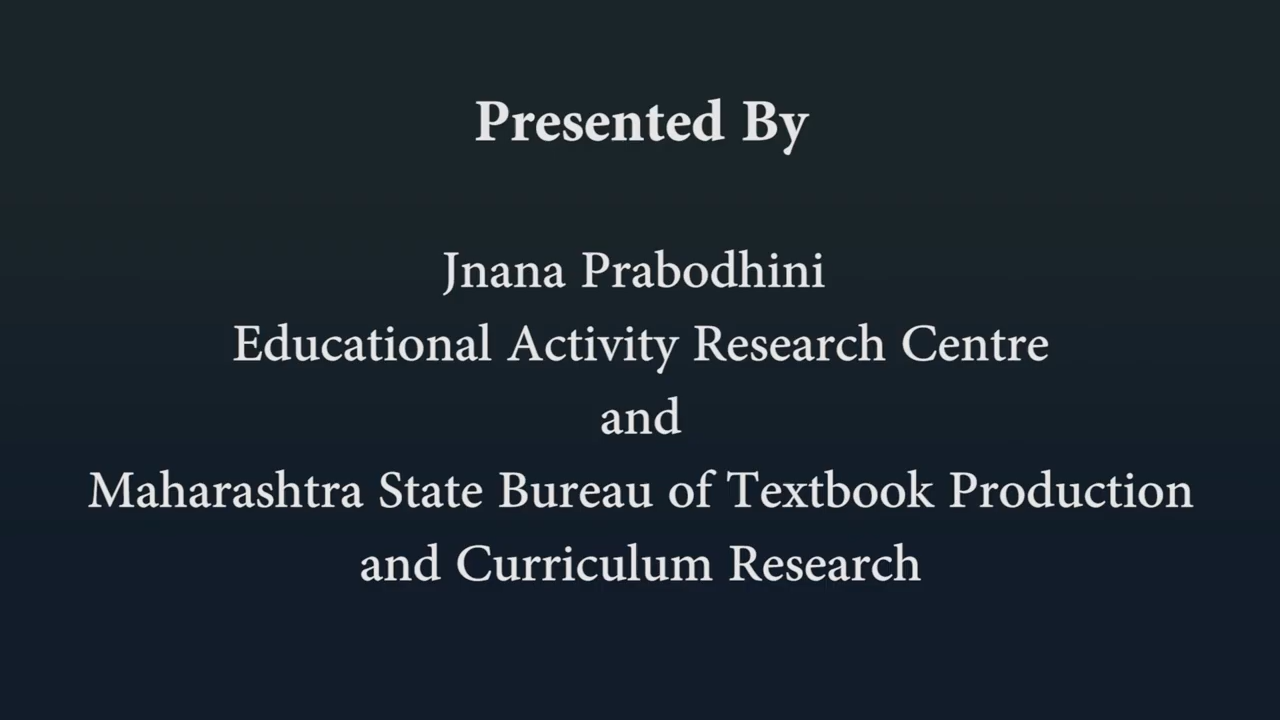 Presented By
Jnana Prabodhini
Educational Activity Research Centre
and
Maharashtra State Bureau of Textbook Production
and Curriculum Research